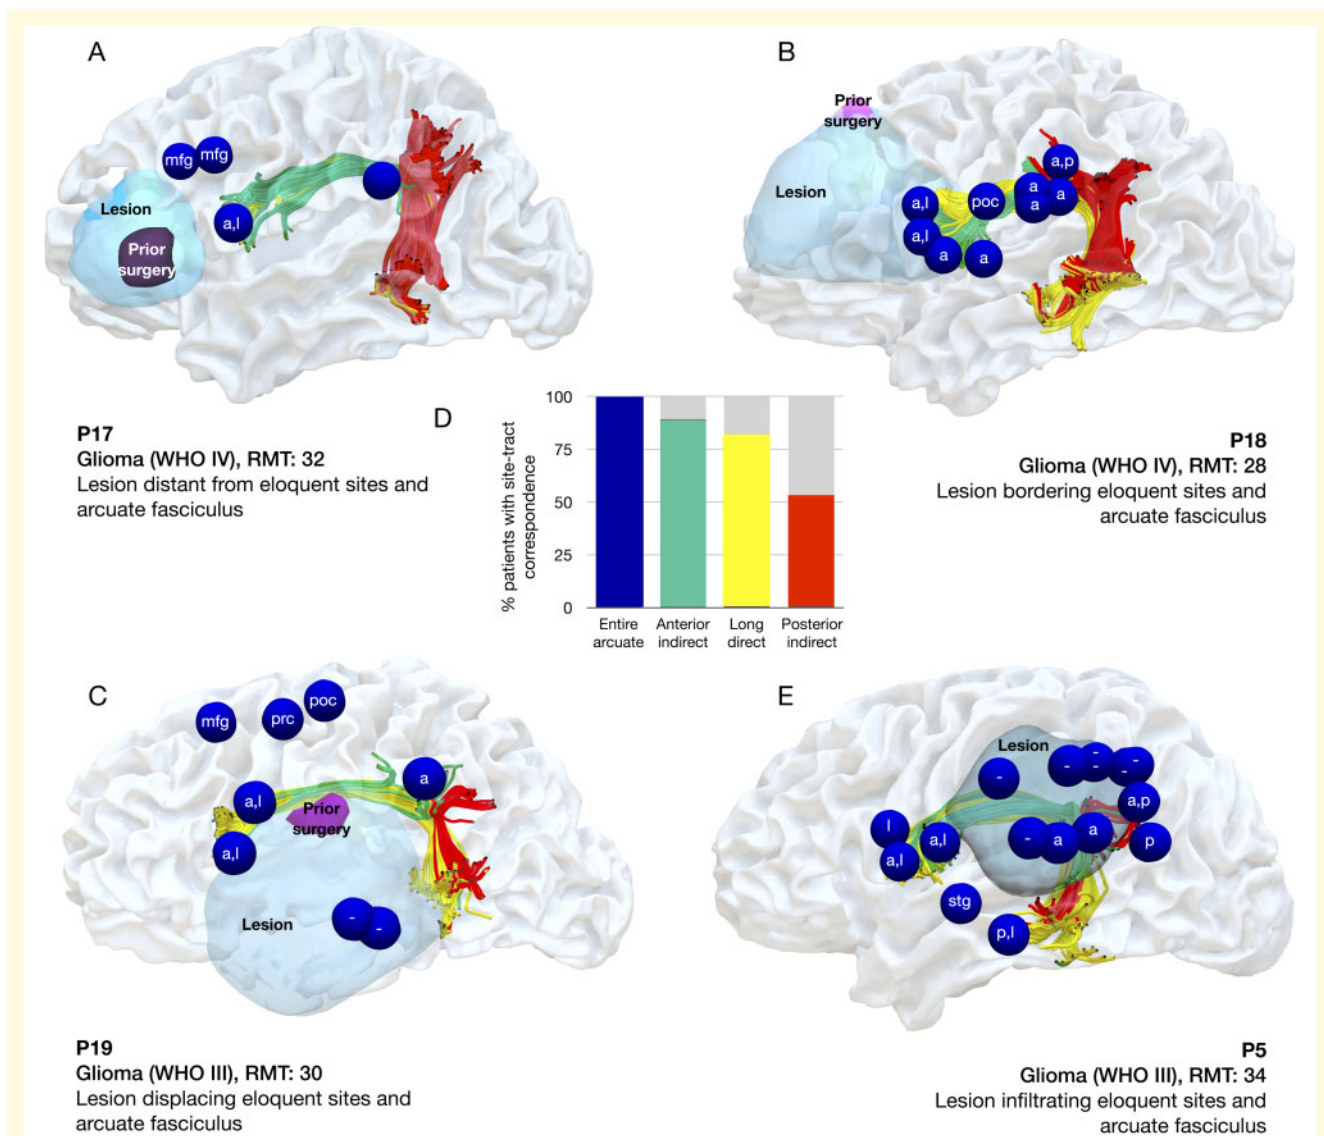 A
mfg mfg
Lesion
Prior
surgery
a,l
P17
Glioma (WHO IV), RMT: 32
Lesion distant from eloquent sites and
arcuate fasciculus
B
Prior
surgery
Lesion
a,p
a,l
poc
a
a
a
a,l
a
a
P18
Glioma (WHO IV), RMT: 28
Lesion bordering eloquent sites and
arcuate fasciculus
D
% patients with site-tract
correspondence
100
75
50
25
0
Entire
arcuate
Anterior
indirect
Long
direct
Posterior
indirect
C
mfg
prc
poc
a,l
a
Prior
surgery
a,l
Lesion
-
-
P19
Glioma (WHO III), RMT: 30
Lesion displacing eloquent sites and
arcuate fasciculus
E
Lesion
-
-
-
-
-
-
a,p
l
a,l
a,l
-
a
a
p
stg
p,l
P5
Glioma (WHO III), RMT: 34
Lesion infiltrating eloquent sites and
arcuate fasciculus